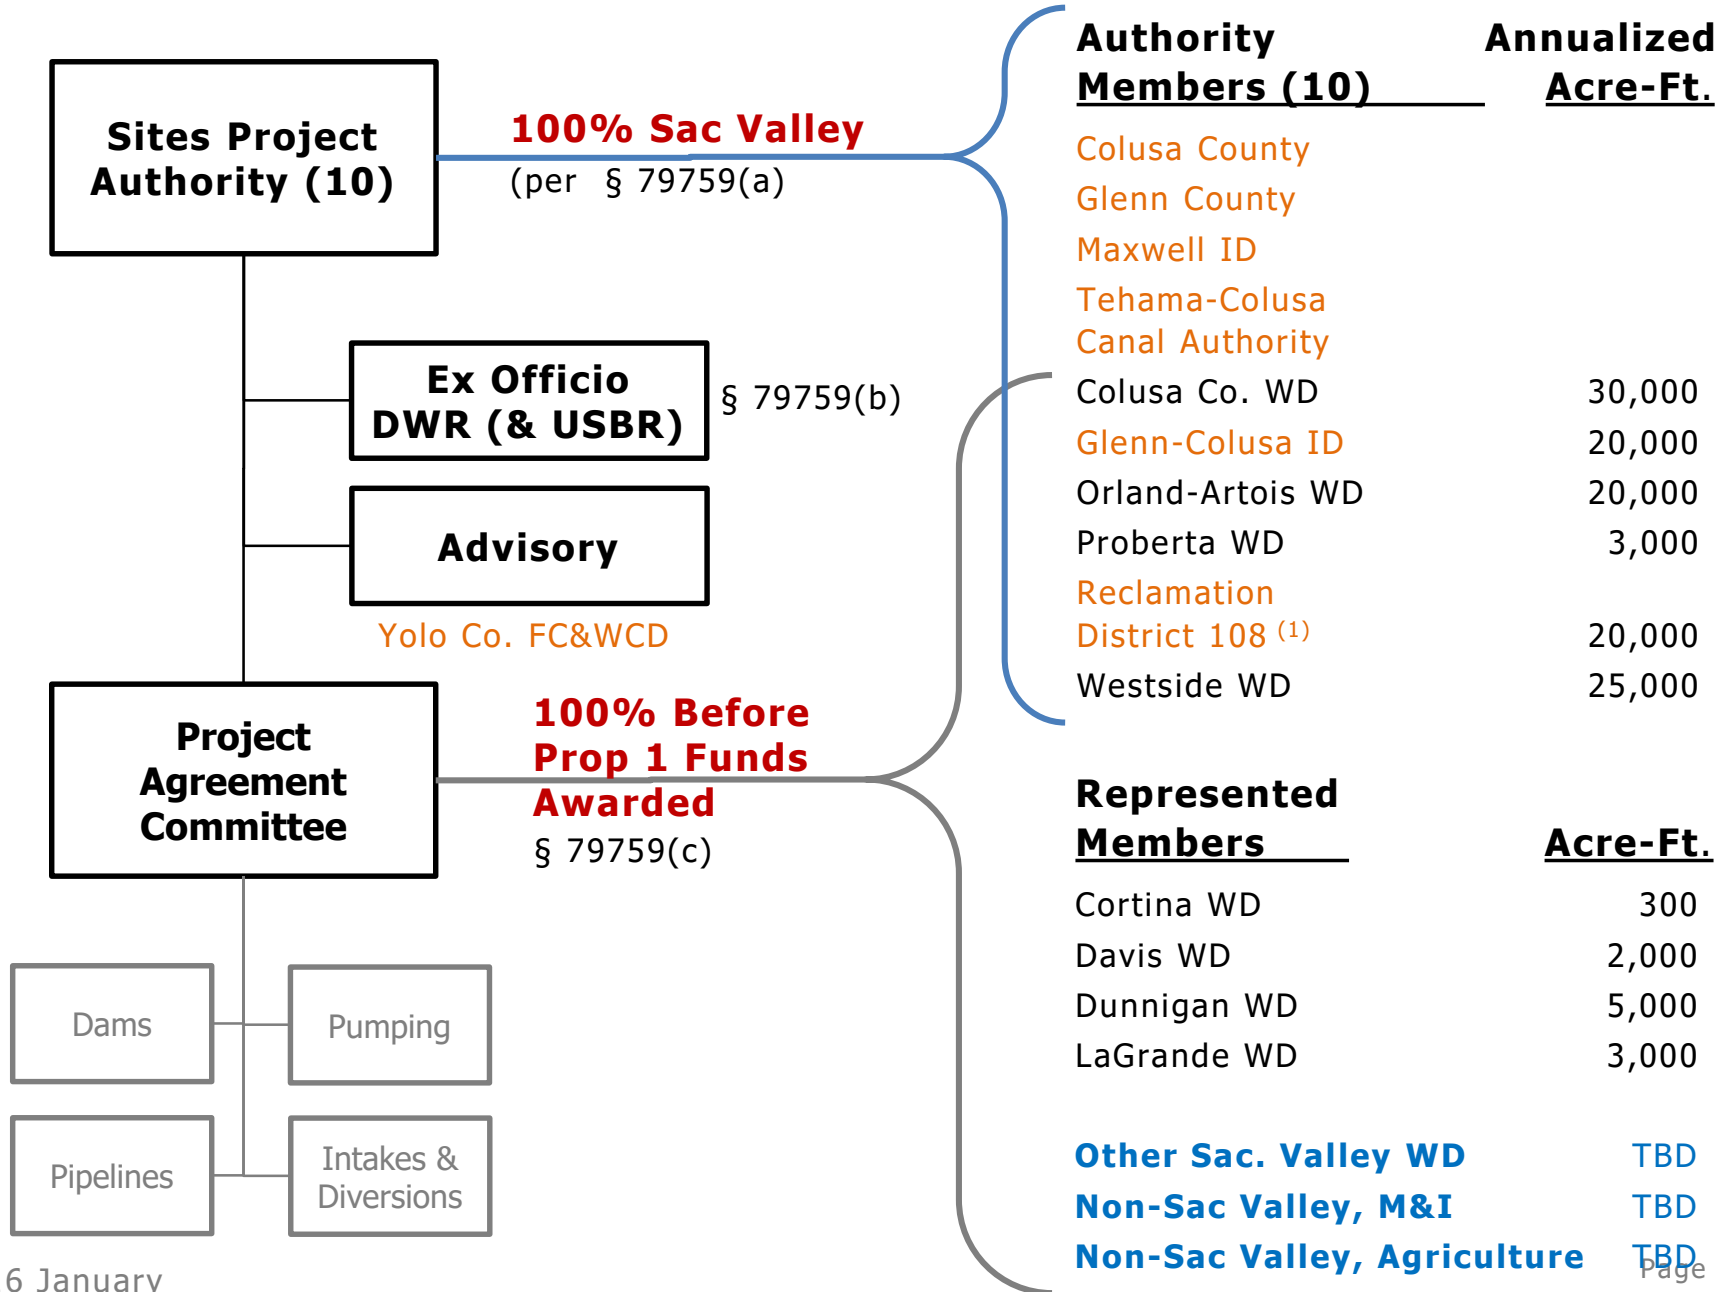 Sites Project
Authority (10)
100% Sac Valley
(per § 79759(a)
Ex Officio
DWR (& USBR)
§ 79759(b)
Advisory
Yolo Co. FC&WCD
Project
Agreement
Committee
100% Before
Prop 1 Funds
Awarded
§ 79759(c)
Dams
Pumping
Pipelines
Intakes &
Diversions
Authority Annualized
Members (10) Acre-Ft.
Colusa County
Glenn County
Maxwell ID
Tehama-Colusa
Canal Authority
Colusa Co. WD 30,000
Glenn-Colusa ID 20,000
Orland-Artois WD 20,000
Proberta WD 3,000
Reclamation
District 108 (1) 20,000
Westside WD 25,000
Represented
Members Acre-Ft.
Cortina WD 300
Davis WD 2,000
Dunnigan WD 5,000
LaGrande WD 3,000
Other Sac. Valley WD TBD
Non-Sac Valley, M&I TBD
Non-Sac Valley, Agriculture TBD
6 January
Page